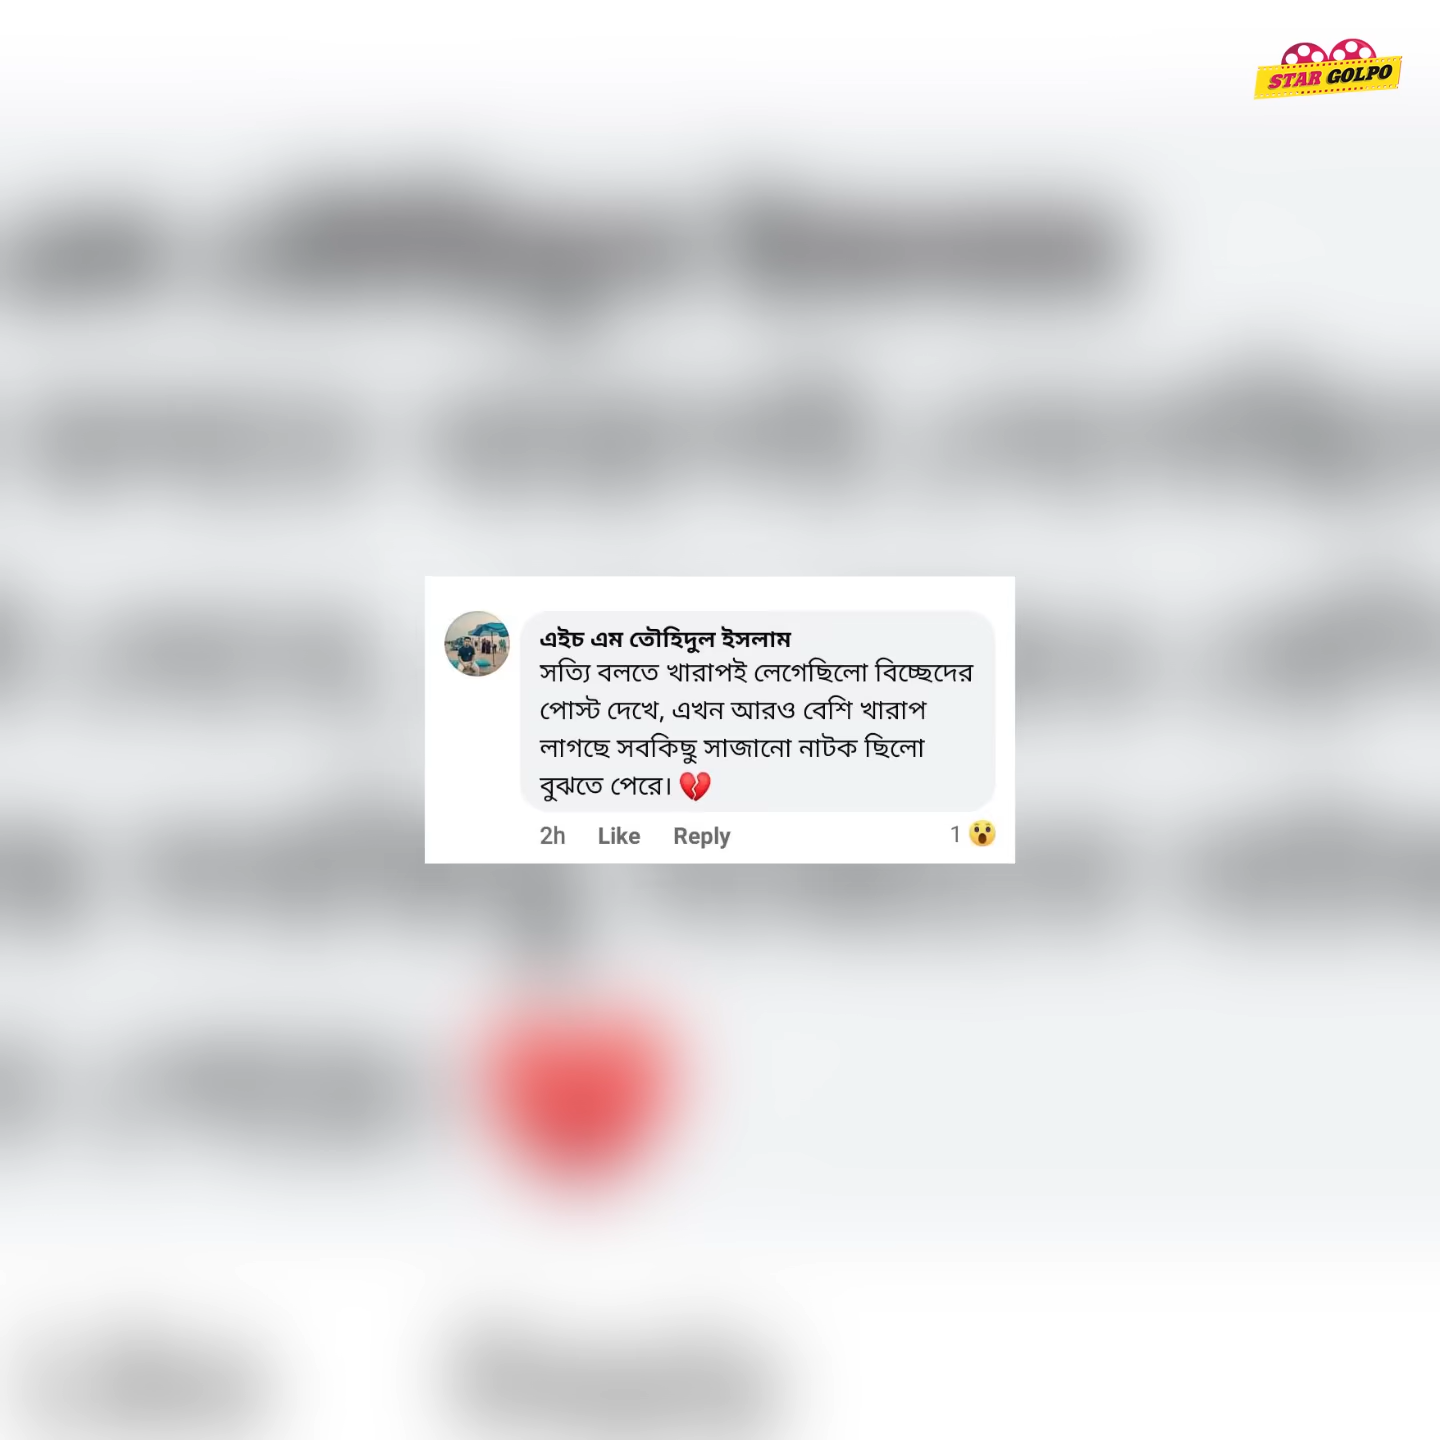 STAR GOLPO
এইচ এম তৌহিদুল ইসলাম
সত্যি বলতে খারাপই লেগেছিলো বিচ্ছেদের
পোস্ট দেখে, এখন আরও বেশি খারাপ
লাগছে সবকিছু সাজানো নাটক ছিলো
বুঝতে পেরে। 💔
2h Like Reply 1 😮